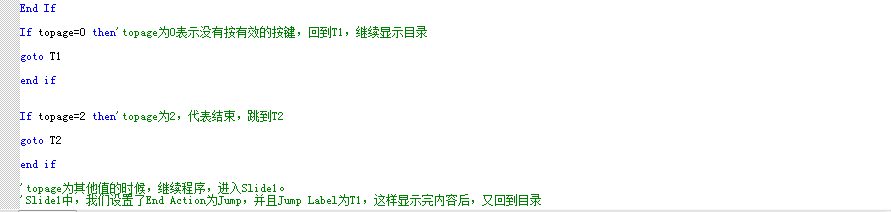 End If
If topage=0 then'topage为0表示没有按有效的按键，回到T1，继续显示目录
goto T1
end if
If topage=2 then'topage为2，代表结束，跳到T2
goto T2
end if
'topage为其他值的时候，继续程序，进入Slide1。
'Slide1中，我们设置了End Action为Jump，并且Jump Label为T1，这样显示完内容后，又回到目录